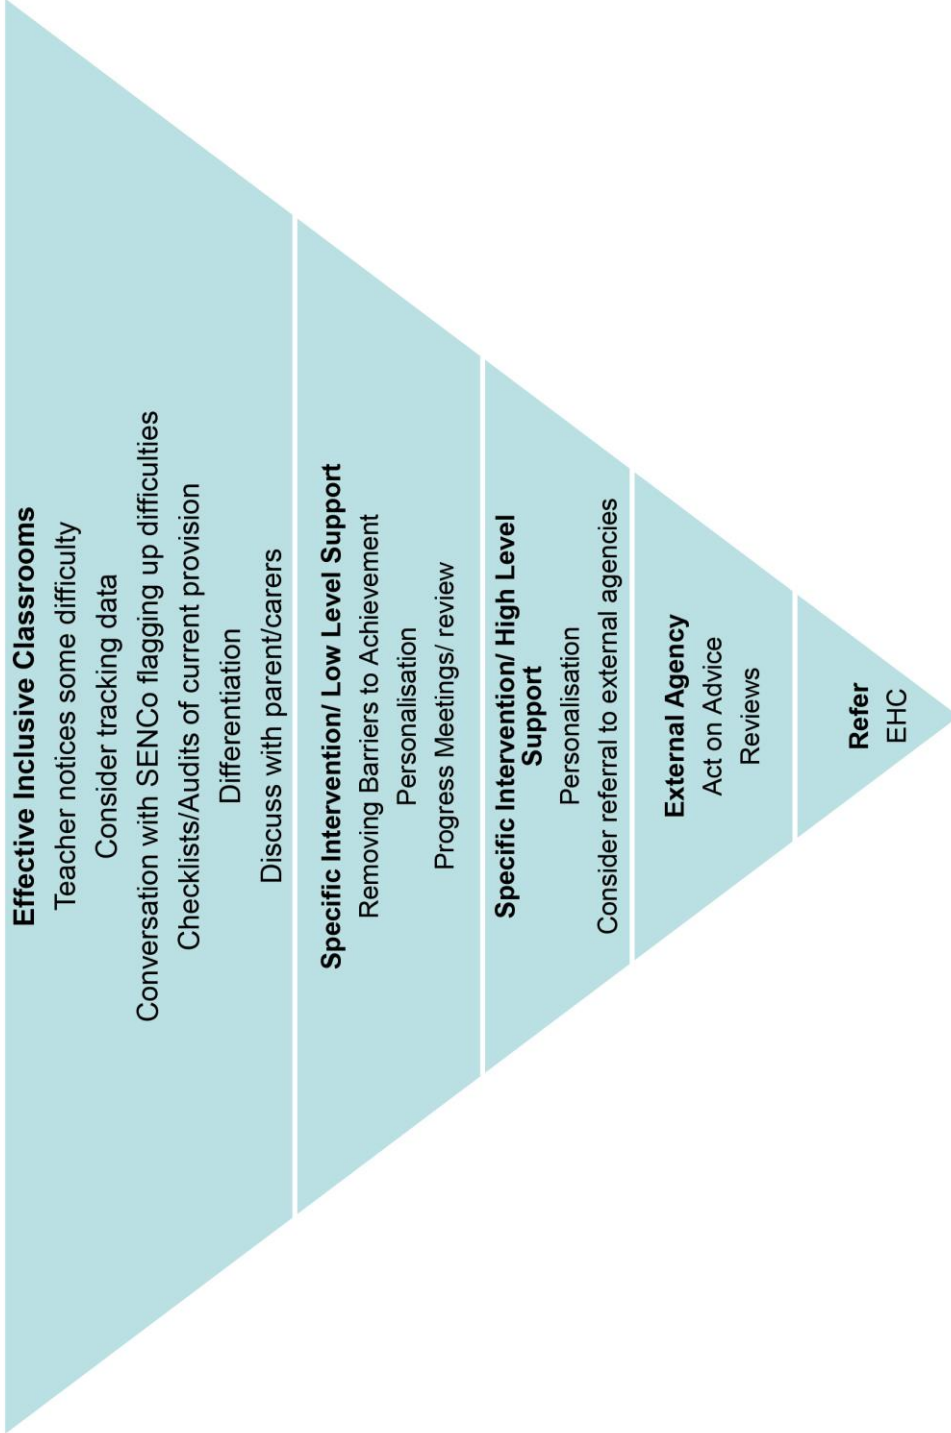 Effective Inclusive Classrooms
Teacher notices some difficulty
Consider tracking data
Conversation with SENCo flagging up difficulties
Checklists/Audits of current provision
Differentiation
Discuss with parent/carers
Specific Intervention/ Low Level Support
Removing Barriers to Achievement
Personalisation
Progress Meetings/ review
Specific Intervention/ High Level
Support
Personalisation
Consider referral to external agencies
External Agency
Act on Advice
Reviews
Refer
EHC